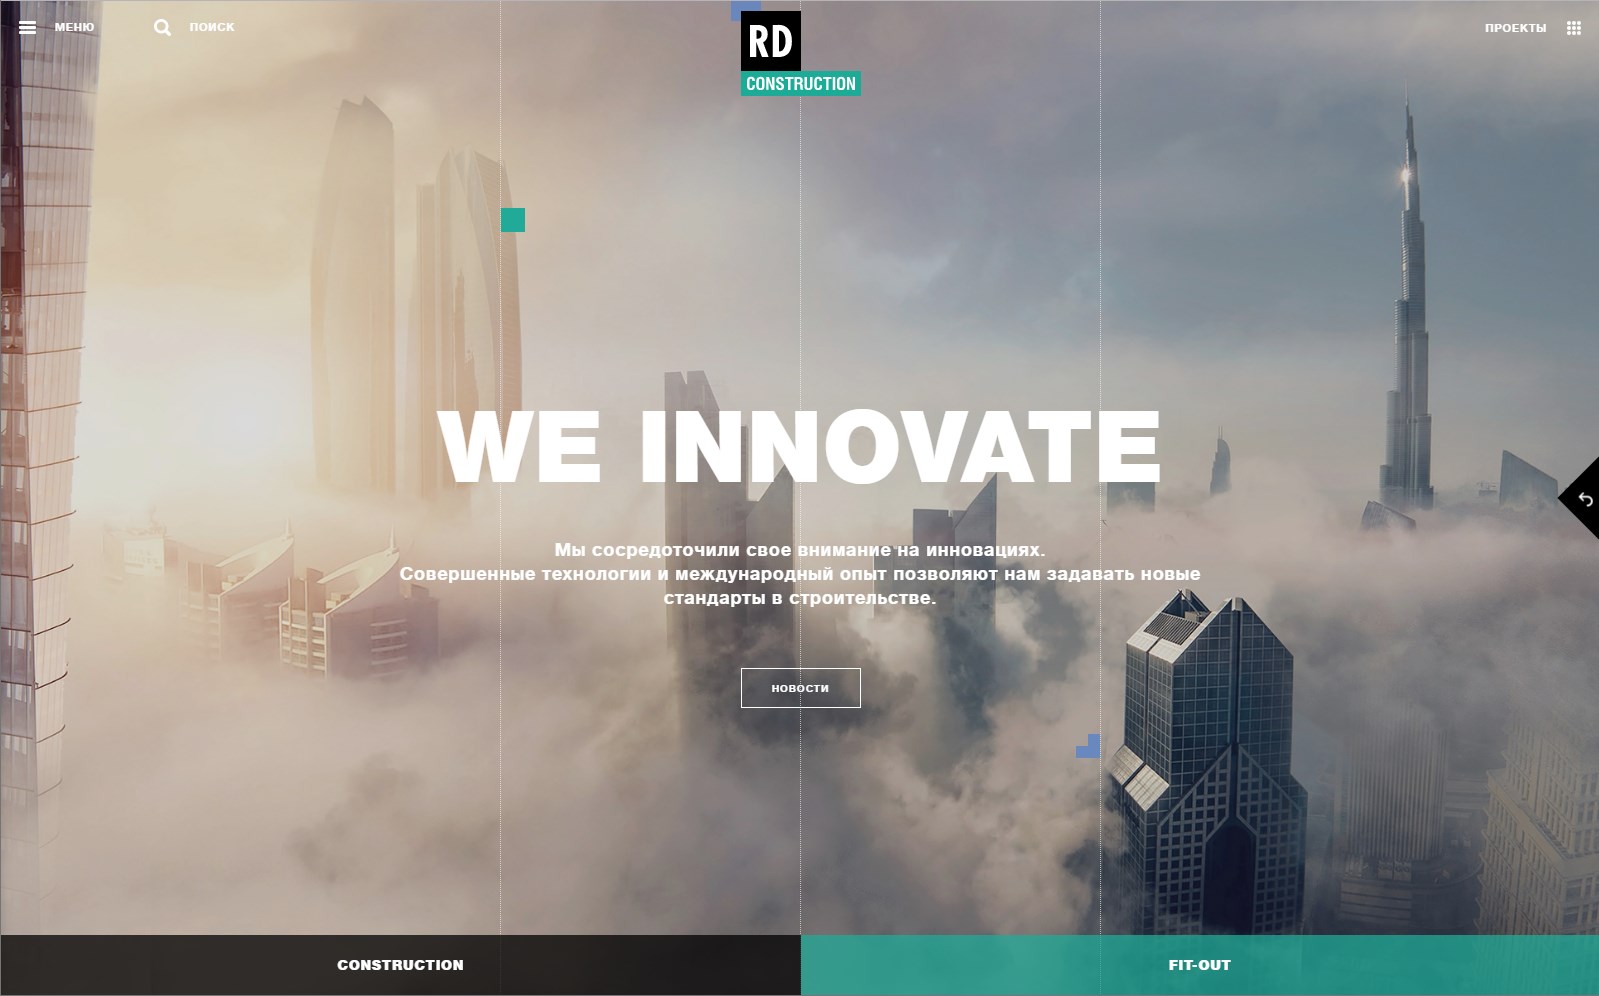 МЕНЮ
ПОИСК
RD
CONSTRUCTION
ПРОЕКТЫ
WE INNOVATE
Мы сосредоточили свое внимание на инновациях.
Совершенные технологии и международный опыт позволяют нам задавать новые
стандарты в строительстве.
НОВОСТИ
CONSTRUCTION
FIT-OUT